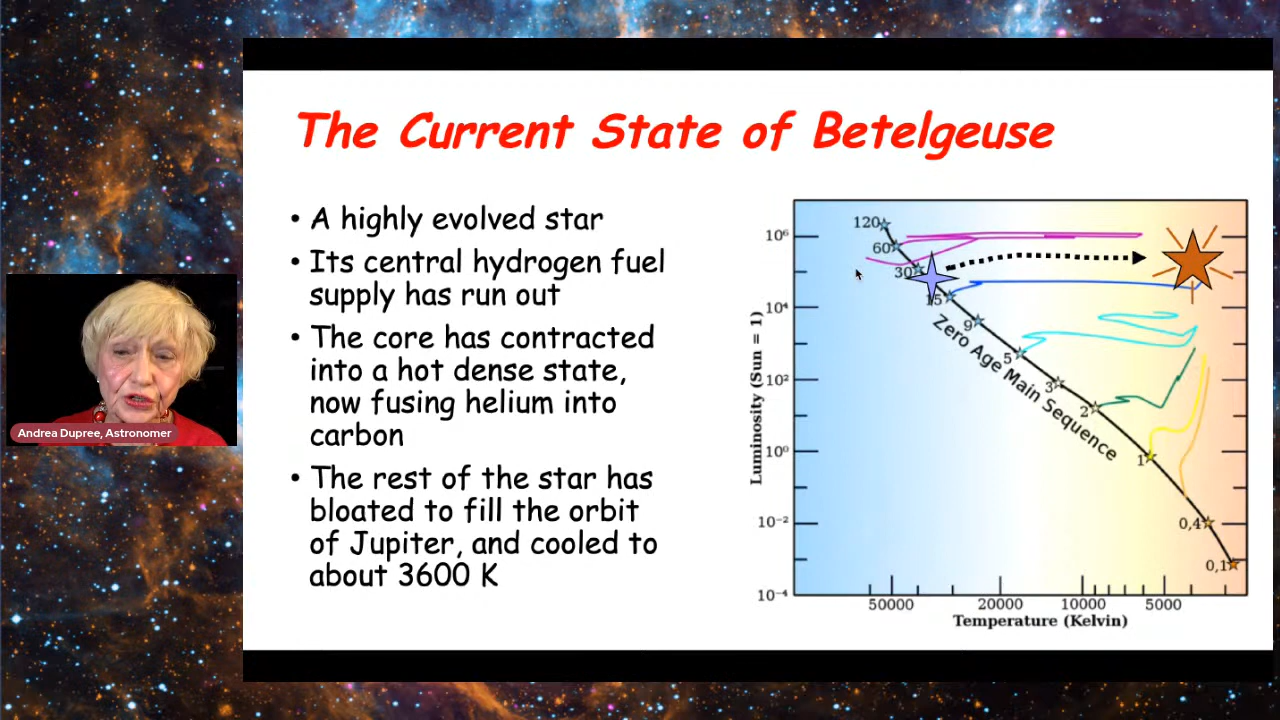 The Current State of Betelgeuse
• A highly evolved star
• Its central hydrogen fuel
supply has run out
• The core has contracted
into a hot dense state,
now fusing helium into
carbon
• The rest of the star has
bloated to fill the orbit
of Jupiter, and cooled to
about 3600 K
Andrea Dupree, Astronomer
Luminosity (Sun = 1)
10⁶
10⁴
10²
10⁰
10⁻²
10⁻⁴
120
60
30
15
9
5
3
2
1
0,4
0,1
Zero Age Main Sequence
50000 20000 10000 5000
Temperature (Kelvin)